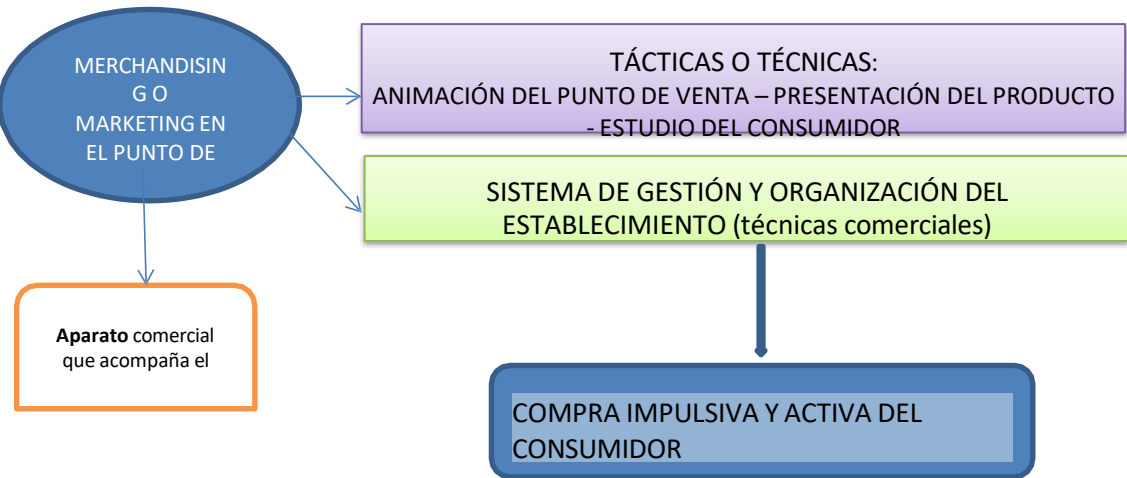 MERCHANDISIN
G O
MARKETING EN
EL PUNTO DE
TÁCTICAS O TÉCNICAS:
ANIMACIÓN DEL PUNTO DE VENTA – PRESENTACIÓN DEL PRODUCTO
- ESTUDIO DEL CONSUMIDOR
SISTEMA DE GESTIÓN Y ORGANIZACIÓN DEL
ESTABLECIMIENTO (técnicas comerciales)
Aparato comercial
que acompaña el
COMPRA IMPULSIVA Y ACTIVA DEL
CONSUMIDOR